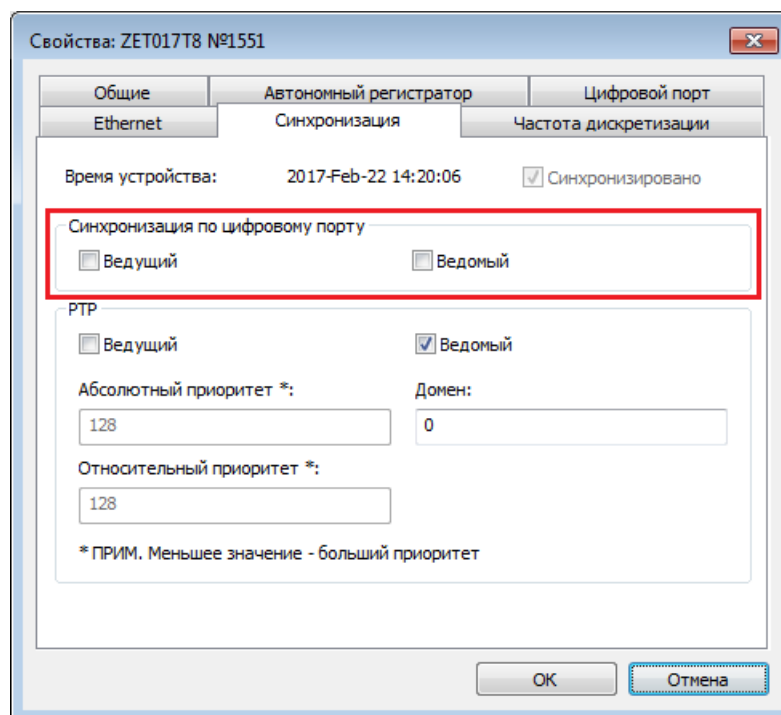 Свойства: ZET017T8 №1551
Общие Автономный регистратор Цифровой порт
Ethernet Синхронизация Частота дискретизации
Время устройства: 2017-Feb-22 14:20:06 Синхронизировано
Синхронизация по цифровому порту
Ведущий Ведомый
PTP
Ведущий Ведомый
Абсолютный приоритет *: Домен:
128 0
Относительный приоритет *:
128
* ПРИМ. Меньшее значение - больший приоритет
OK Отмена